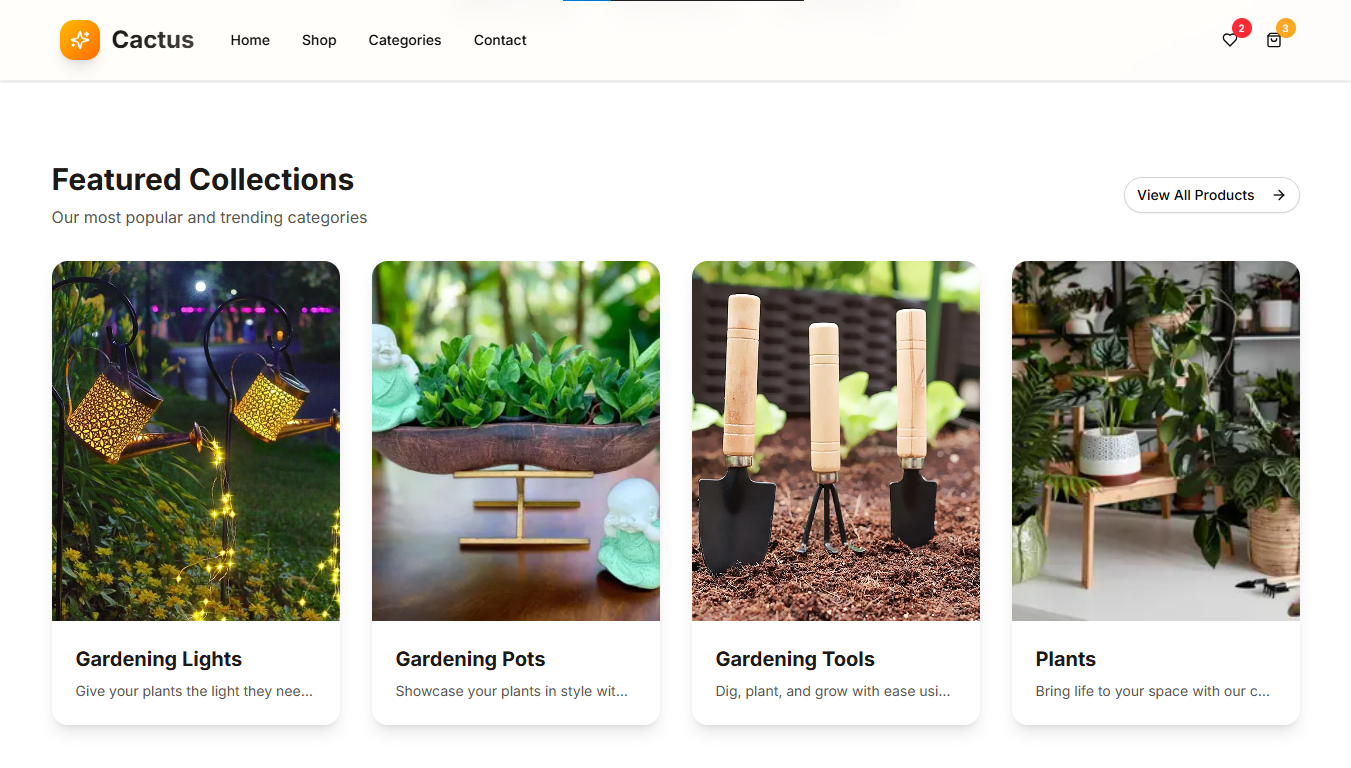 Cactus
Home
Shop
Categories
Contact
2
3
Featured Collections
Our most popular and trending categories
View All Products
Gardening Lights
Give your plants the light they nee...
Gardening Pots
Showcase your plants in style wit...
Gardening Tools
Dig, plant, and grow with ease usi...
Plants
Bring life to your space with our c...